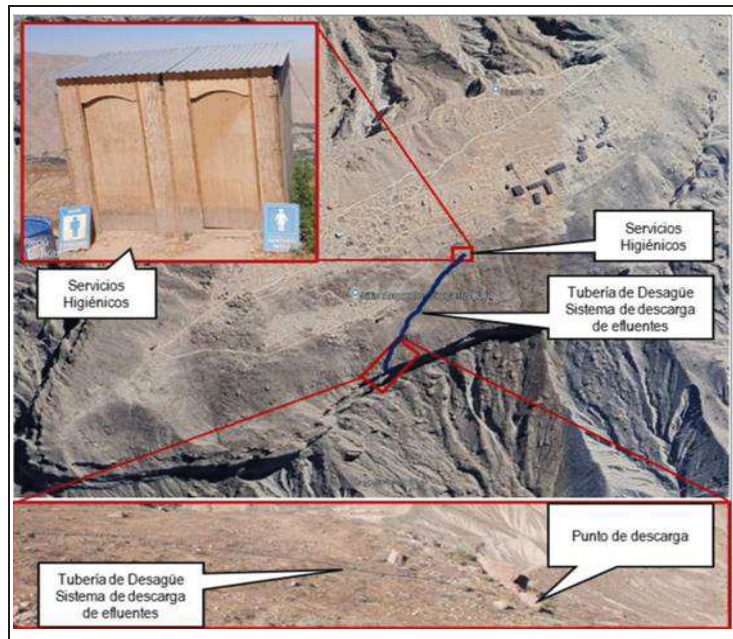 Servicios
Higiénicos
Servicios
Higiénicos
Tubería de Desagüe
Sistema de descarga
de efluentes
Punto de descarga
Tubería de Desagüe
Sistema de descarga
de efluentes